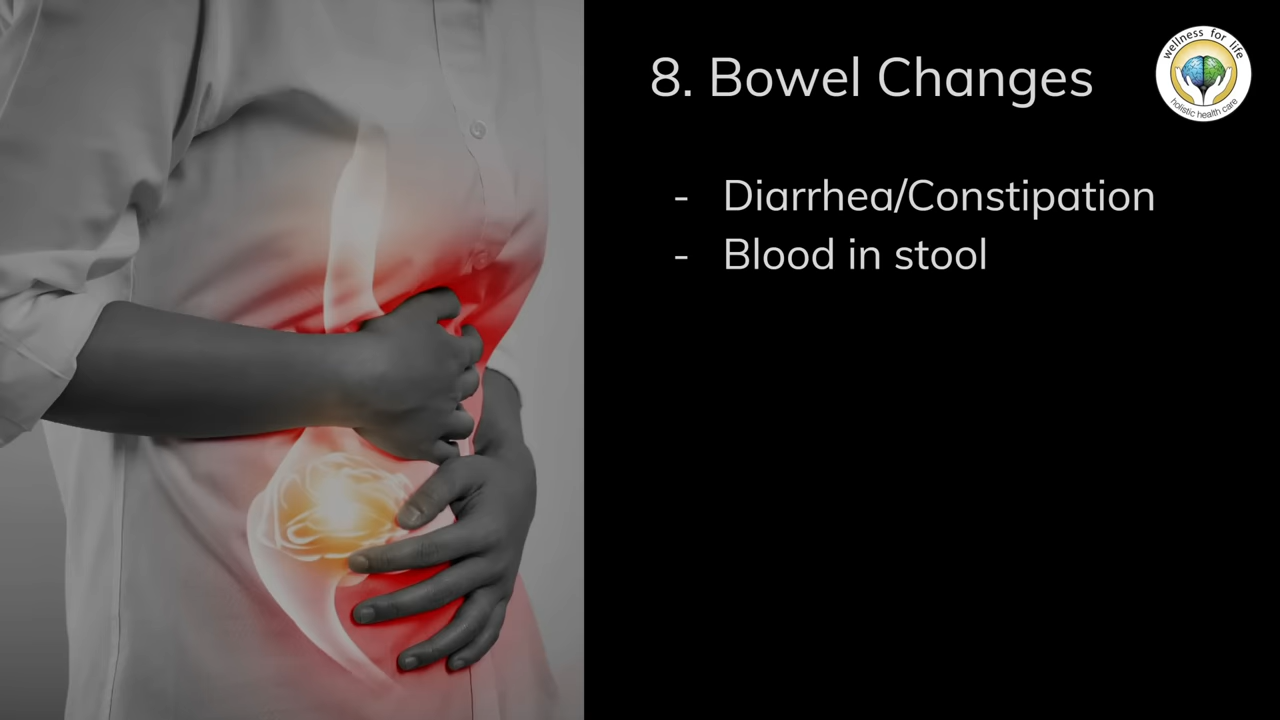 8. Bowel Changes
wellness for life
holistic health care
- Diarrhea/Constipation
- Blood in stool